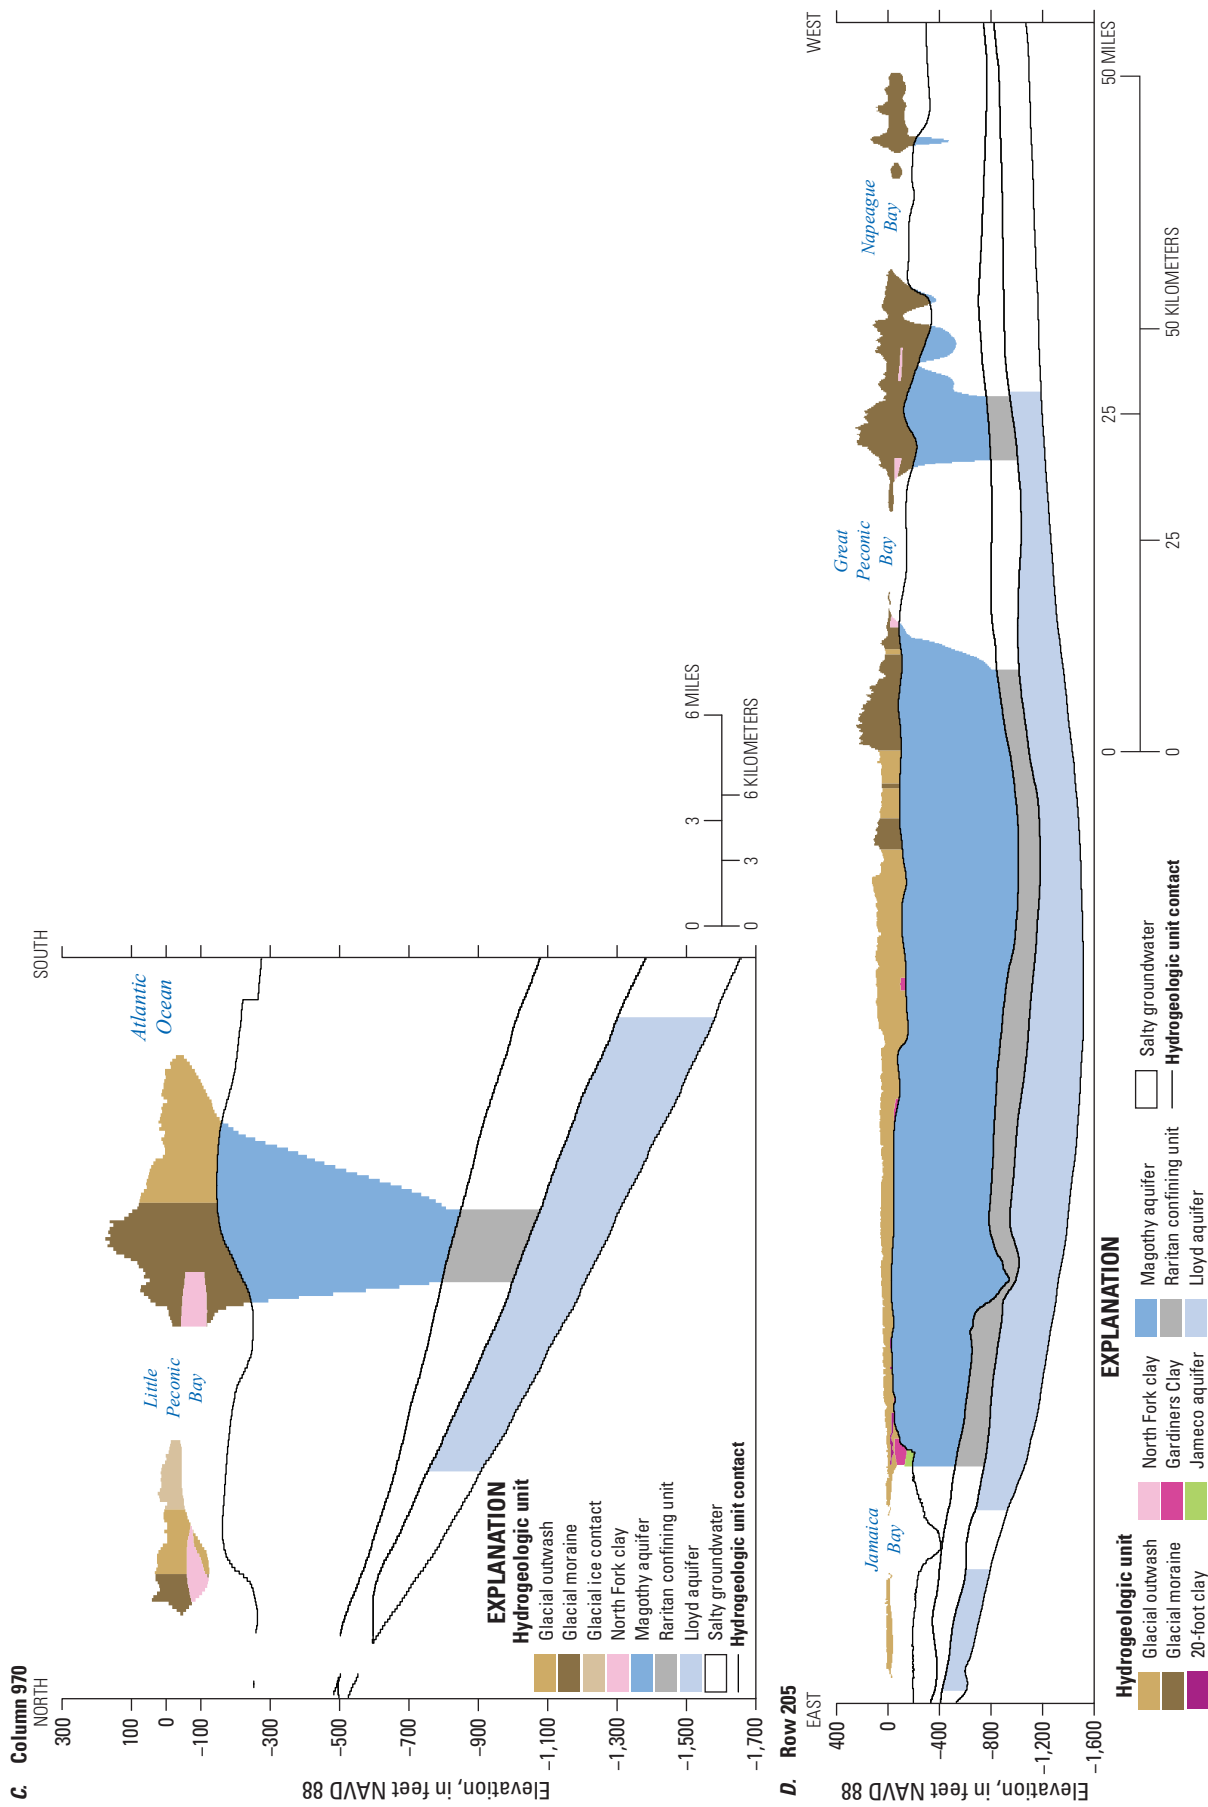 C. Column 970
NORTH
SOUTH
300
100
0
−100
−300
−500
−700
−900
−1,100
−1,300
−1,500
−1,700
Elevation, in feet NAVD 88
Little
Peconic
Bay
Atlantic
Ocean
EXPLANATION
Hydrogeologic unit
Glacial outwash
Glacial moraine
Glacial ice contact
North Fork clay
Magothy aquifer
Raritan confining unit
Lloyd aquifer
Salty groundwater
Hydrogeologic unit contact
0 3 6 MILES
0 3 6 KILOMETERS
D. Row 205
EAST
WEST
400
0
−400
−800
−1,200
−1,600
Elevation, in feet NAVD 88
Jamaica
Bay
Great
Peconic
Bay
Napeague
Bay
0 25 50 MILES
0 25 50 KILOMETERS
EXPLANATION
Hydrogeologic unit
Glacial outwash
Glacial moraine
20-foot clay
North Fork clay
Gardiners Clay
Jameco aquifer
Magothy aquifer
Raritan confining unit
Lloyd aquifer
Salty groundwater
Hydrogeologic unit contact